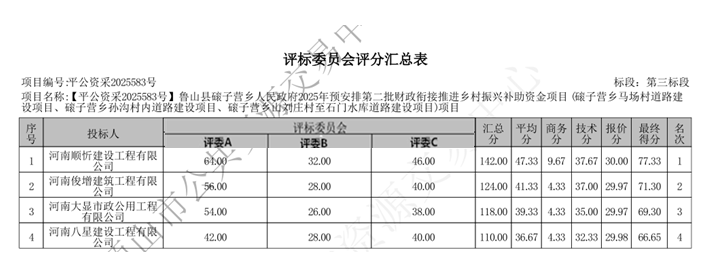 评标委员会评分汇总表
项目编号:平公资采2025583号 标段：第三标段
项目名称:【平公资采2025583号】鲁山县磙子营乡人民政府2025年预安排第二批财政衔接推进乡村振兴补助资金项目 (磙子营乡马场村道路建
设项目、磙子营乡孙沟村内道路建设项目、磙子营乡山刘庄村至石门水库道路建设项目)项目
序号 投标人 评标委员会 汇总分 平均分 商务分 技术分 报价分 最终得分 名次
评委A 评委B 评委C
1 河南顺忻建设工程有限公司 64.00 32.00 46.00 142.00 47.33 9.67 37.67 30.00 77.33 1
2 河南俊增建筑工程有限公司 56.00 28.00 40.00 124.00 41.33 4.33 37.00 29.97 71.30 2
3 河南大显市政公用工程有限公司 54.00 26.00 38.00 118.00 39.33 4.33 35.00 29.97 69.30 3
4 河南八星建设工程有限公司 42.00 28.00 40.00 110.00 36.67 4.33 32.33 29.98 66.65 4